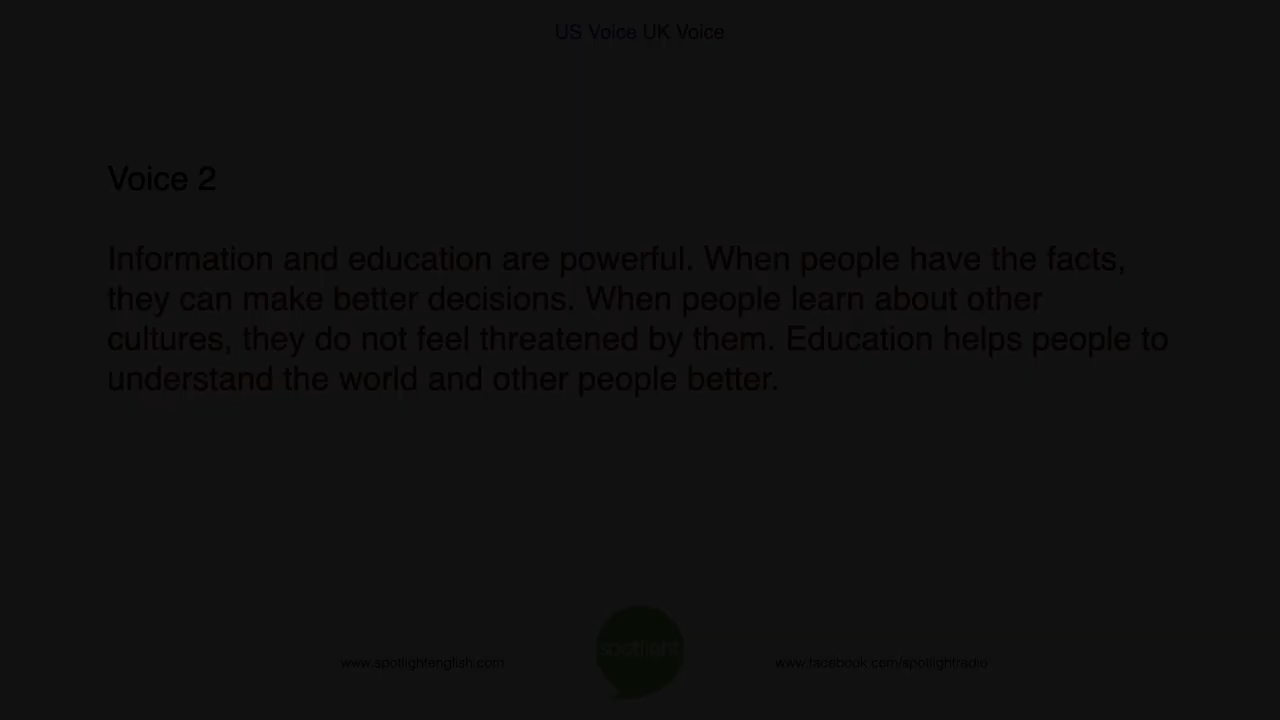 US Voice UK Voice
Voice 2
Information and education are powerful. When people have the facts,
they can make better decisions. When people learn about other
cultures, they do not feel threatened by them. Education helps people to
understand the world and other people better.
spotlight
www.spotlightenglish.com
www.facebook.com/spotlightradio